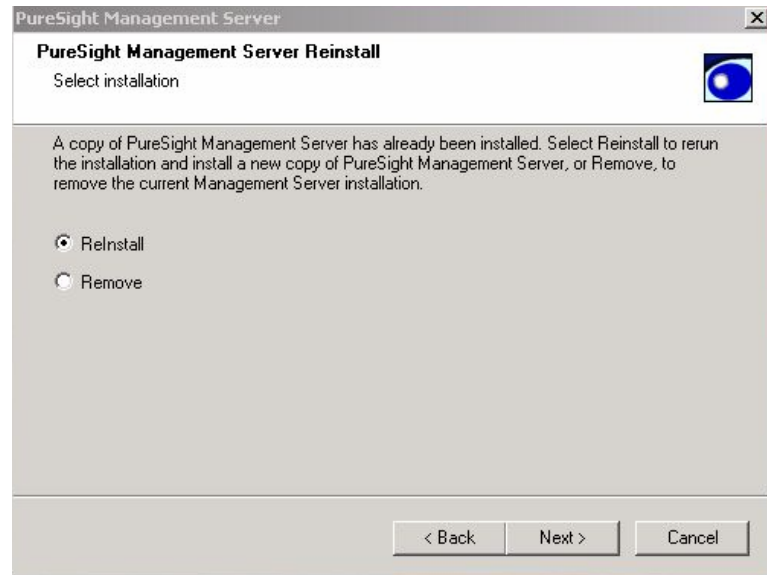 PureSight Management Server
PureSight Management Server Reinstall
Select installation
A copy of PureSight Management Server has already been installed. Select Reinstall to rerun
the installation and install a new copy of PureSight Management Server, or Remove, to
remove the current Management Server installation.
ReInstall
Remove
< Back
Next >
Cancel